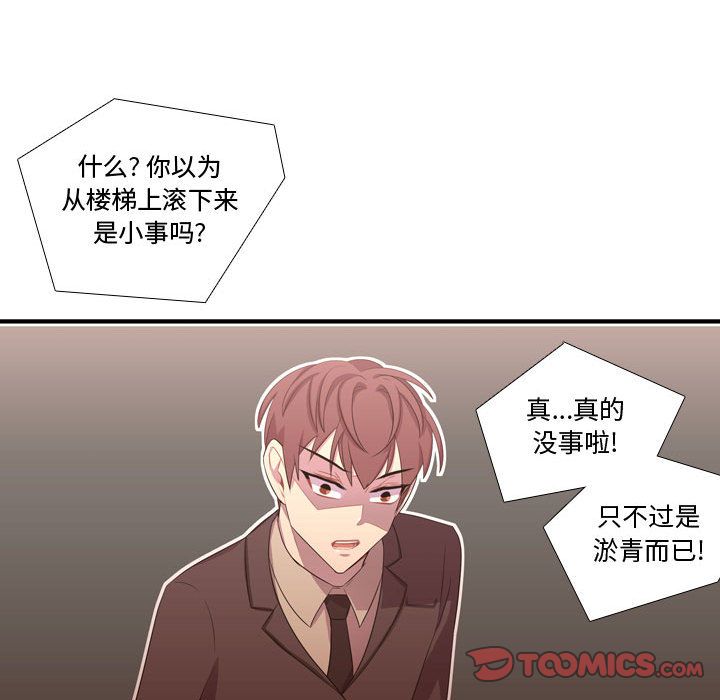 什么? 你以为
从楼梯上滚下来
是小事吗?
真...真的
没事啦!
只不过是
淤青而已!
TOOMICS.COM